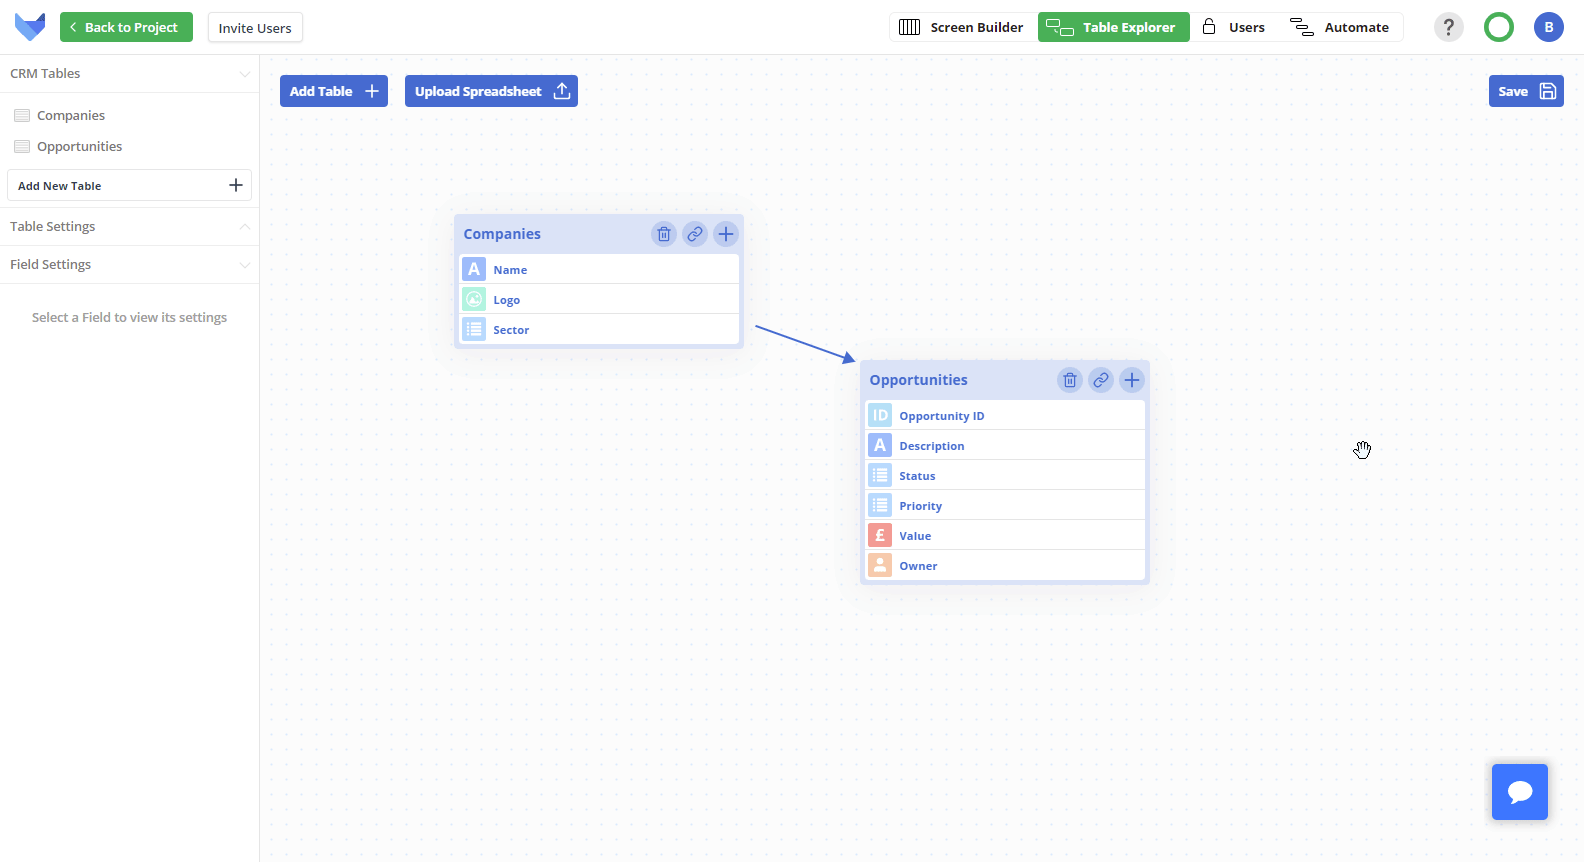 Back to Project
Invite Users
Screen Builder
Table Explorer
Users
Automate
?
B
CRM Tables
Companies
Opportunities
Add New Table
Table Settings
Field Settings
Select a Field to view its settings
Add Table
Upload Spreadsheet
Save
Companies
A Name
Logo
Sector
Opportunities
ID Opportunity ID
A Description
Status
Priority
£ Value
Owner